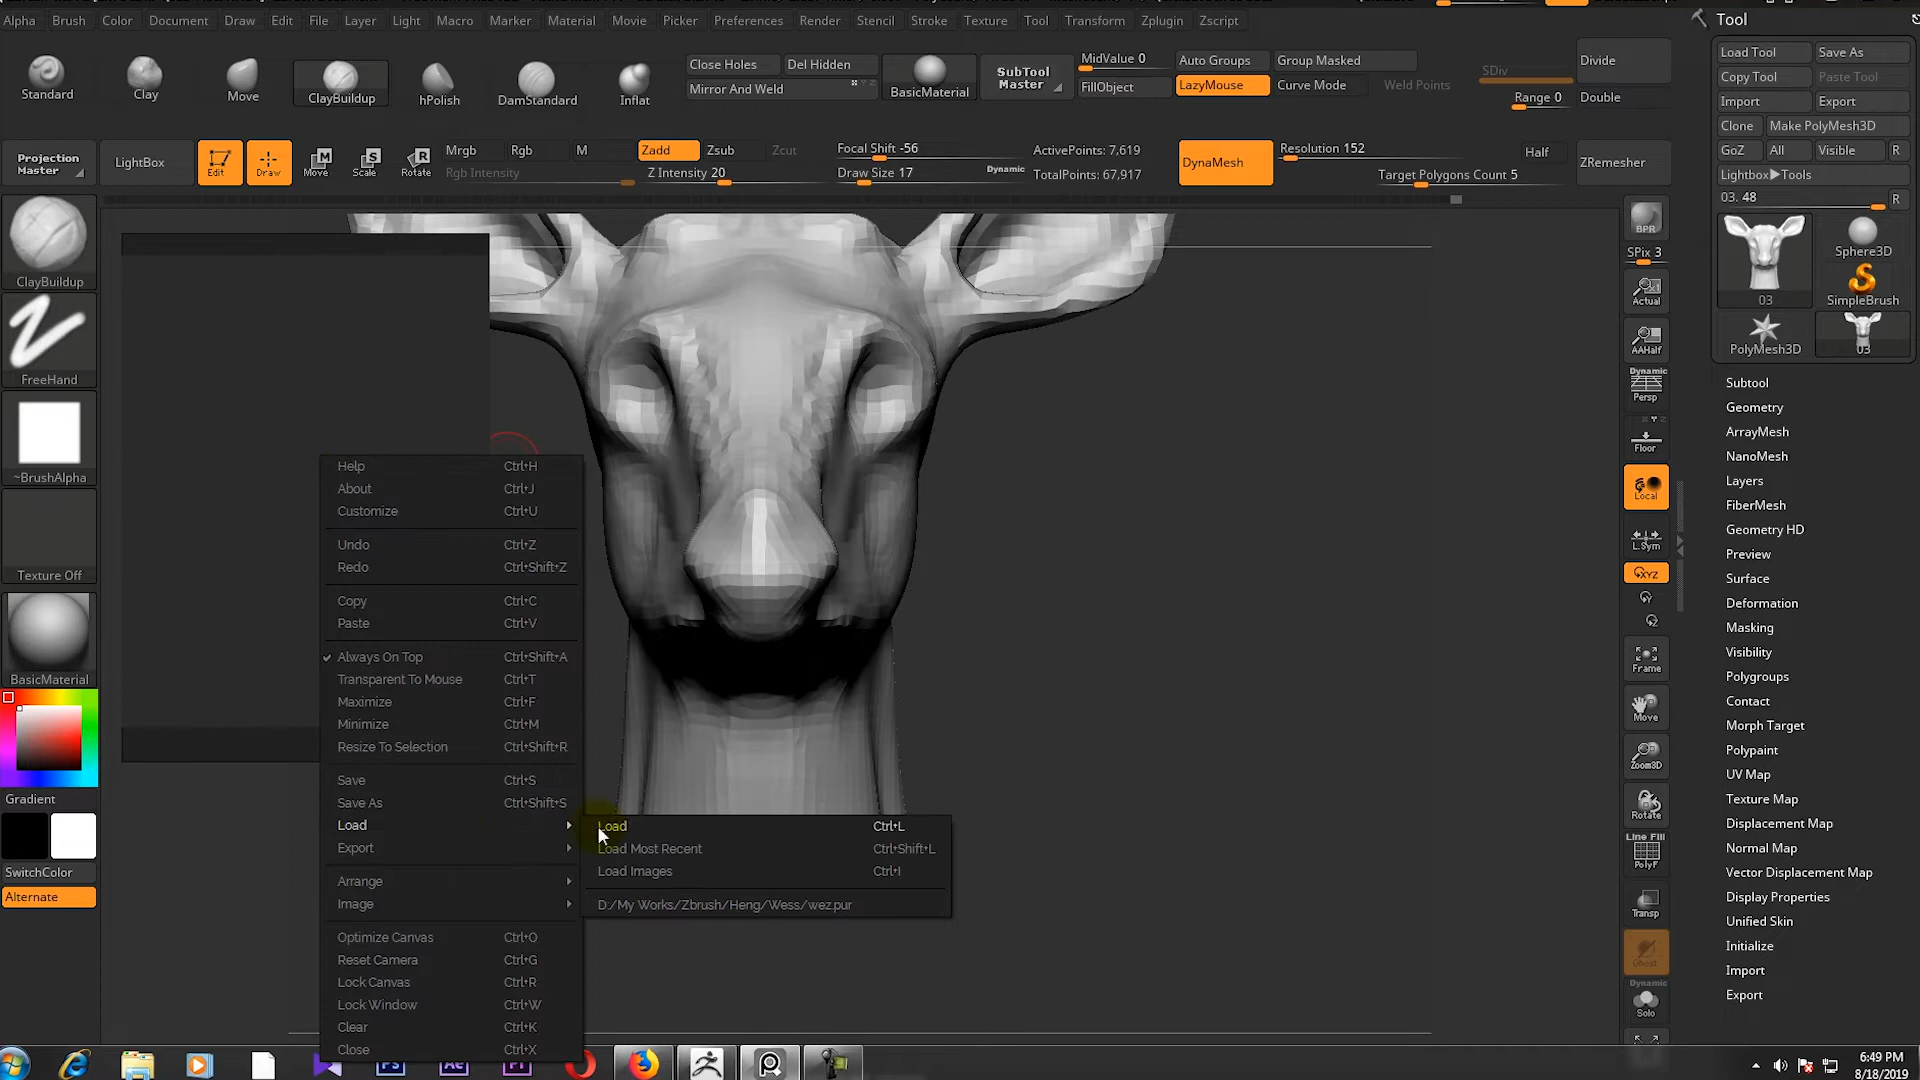 Alpha Brush Color Document Draw Edit File Layer Light Macro Marker Material Movie Picker Preferences Render Stencil Stroke Texture Tool Transform Zplugin Zscript
Tool
Standard Clay Move ClayBuildup hPolish DamStandard Inflat
Close Holes Del Hidden
Mirror And Weld
BasicMaterial
SubTool
Master
MidValue 0
FillObject
Auto Groups Group Masked
LazyMouse Curve Mode Weld Points
SDiv
Range 0
Divide
Double
Projection
Master
LightBox
Edit Draw Move Scale Rotate
Mrgb Rgb M Zadd Zsub Zcut
Rgb Intensity Z Intensity 20
Focal Shift -56
Draw Size 17 Dynamic
ActivePoints: 7,619
TotalPoints: 67,917
DynaMesh
Resolution 152 Half
Target Polygons Count 5
ZRemesher
Load Tool Save As
Copy Tool Paste Tool
Import Export
Clone Make PolyMesh3D
GoZ All Visible R
Lightbox▶Tools
03. 48 R
03
Sphere3D
SimpleBrush
PolyMesh3D
03
Subtool
Geometry
ArrayMesh
NanoMesh
Layers
FiberMesh
Geometry HD
Preview
Surface
Deformation
Masking
Visibility
Polygroups
Contact
Morph Target
Polypaint
UV Map
Texture Map
Displacement Map
Normal Map
Vector Displacement Map
Display Properties
Unified Skin
Initialize
Import
Export
ClayBuildup
FreeHand
~BrushAlpha
Texture Off
BasicMaterial
Gradient
SwitchColor
Alternate
Help Ctrl+H
About Ctrl+J
Customize Ctrl+U
Undo Ctrl+Z
Redo Ctrl+Shift+Z
Copy Ctrl+C
Paste Ctrl+V
Always On Top Ctrl+Shift+A
Transparent To Mouse Ctrl+T
Maximize Ctrl+F
Minimize Ctrl+M
Resize To Selection Ctrl+Shift+R
Save Ctrl+S
Save As Ctrl+Shift+S
Load
Export
Arrange
Image
Optimize Canvas Ctrl+O
Reset Camera Ctrl+G
Lock Canvas Ctrl+R
Lock Window Ctrl+W
Clear Ctrl+K
Close Ctrl+X
Load Ctrl+L
Load Most Recent Ctrl+Shift+L
Load Images Ctrl+I
D:/My Works/Zbrush/Heng/Wess/wez.pur
BPR
SPix 3
Actual
AAHalf
Dynamic
Persp
Floor
Local
L.Sym
XYZ
Frame
Move
Zoom3D
Rotate
Line Fill
PolyF
Transp
Ghost
Dynamic
Solo
Ps Ae Pr
6:49 PM
8/18/2019